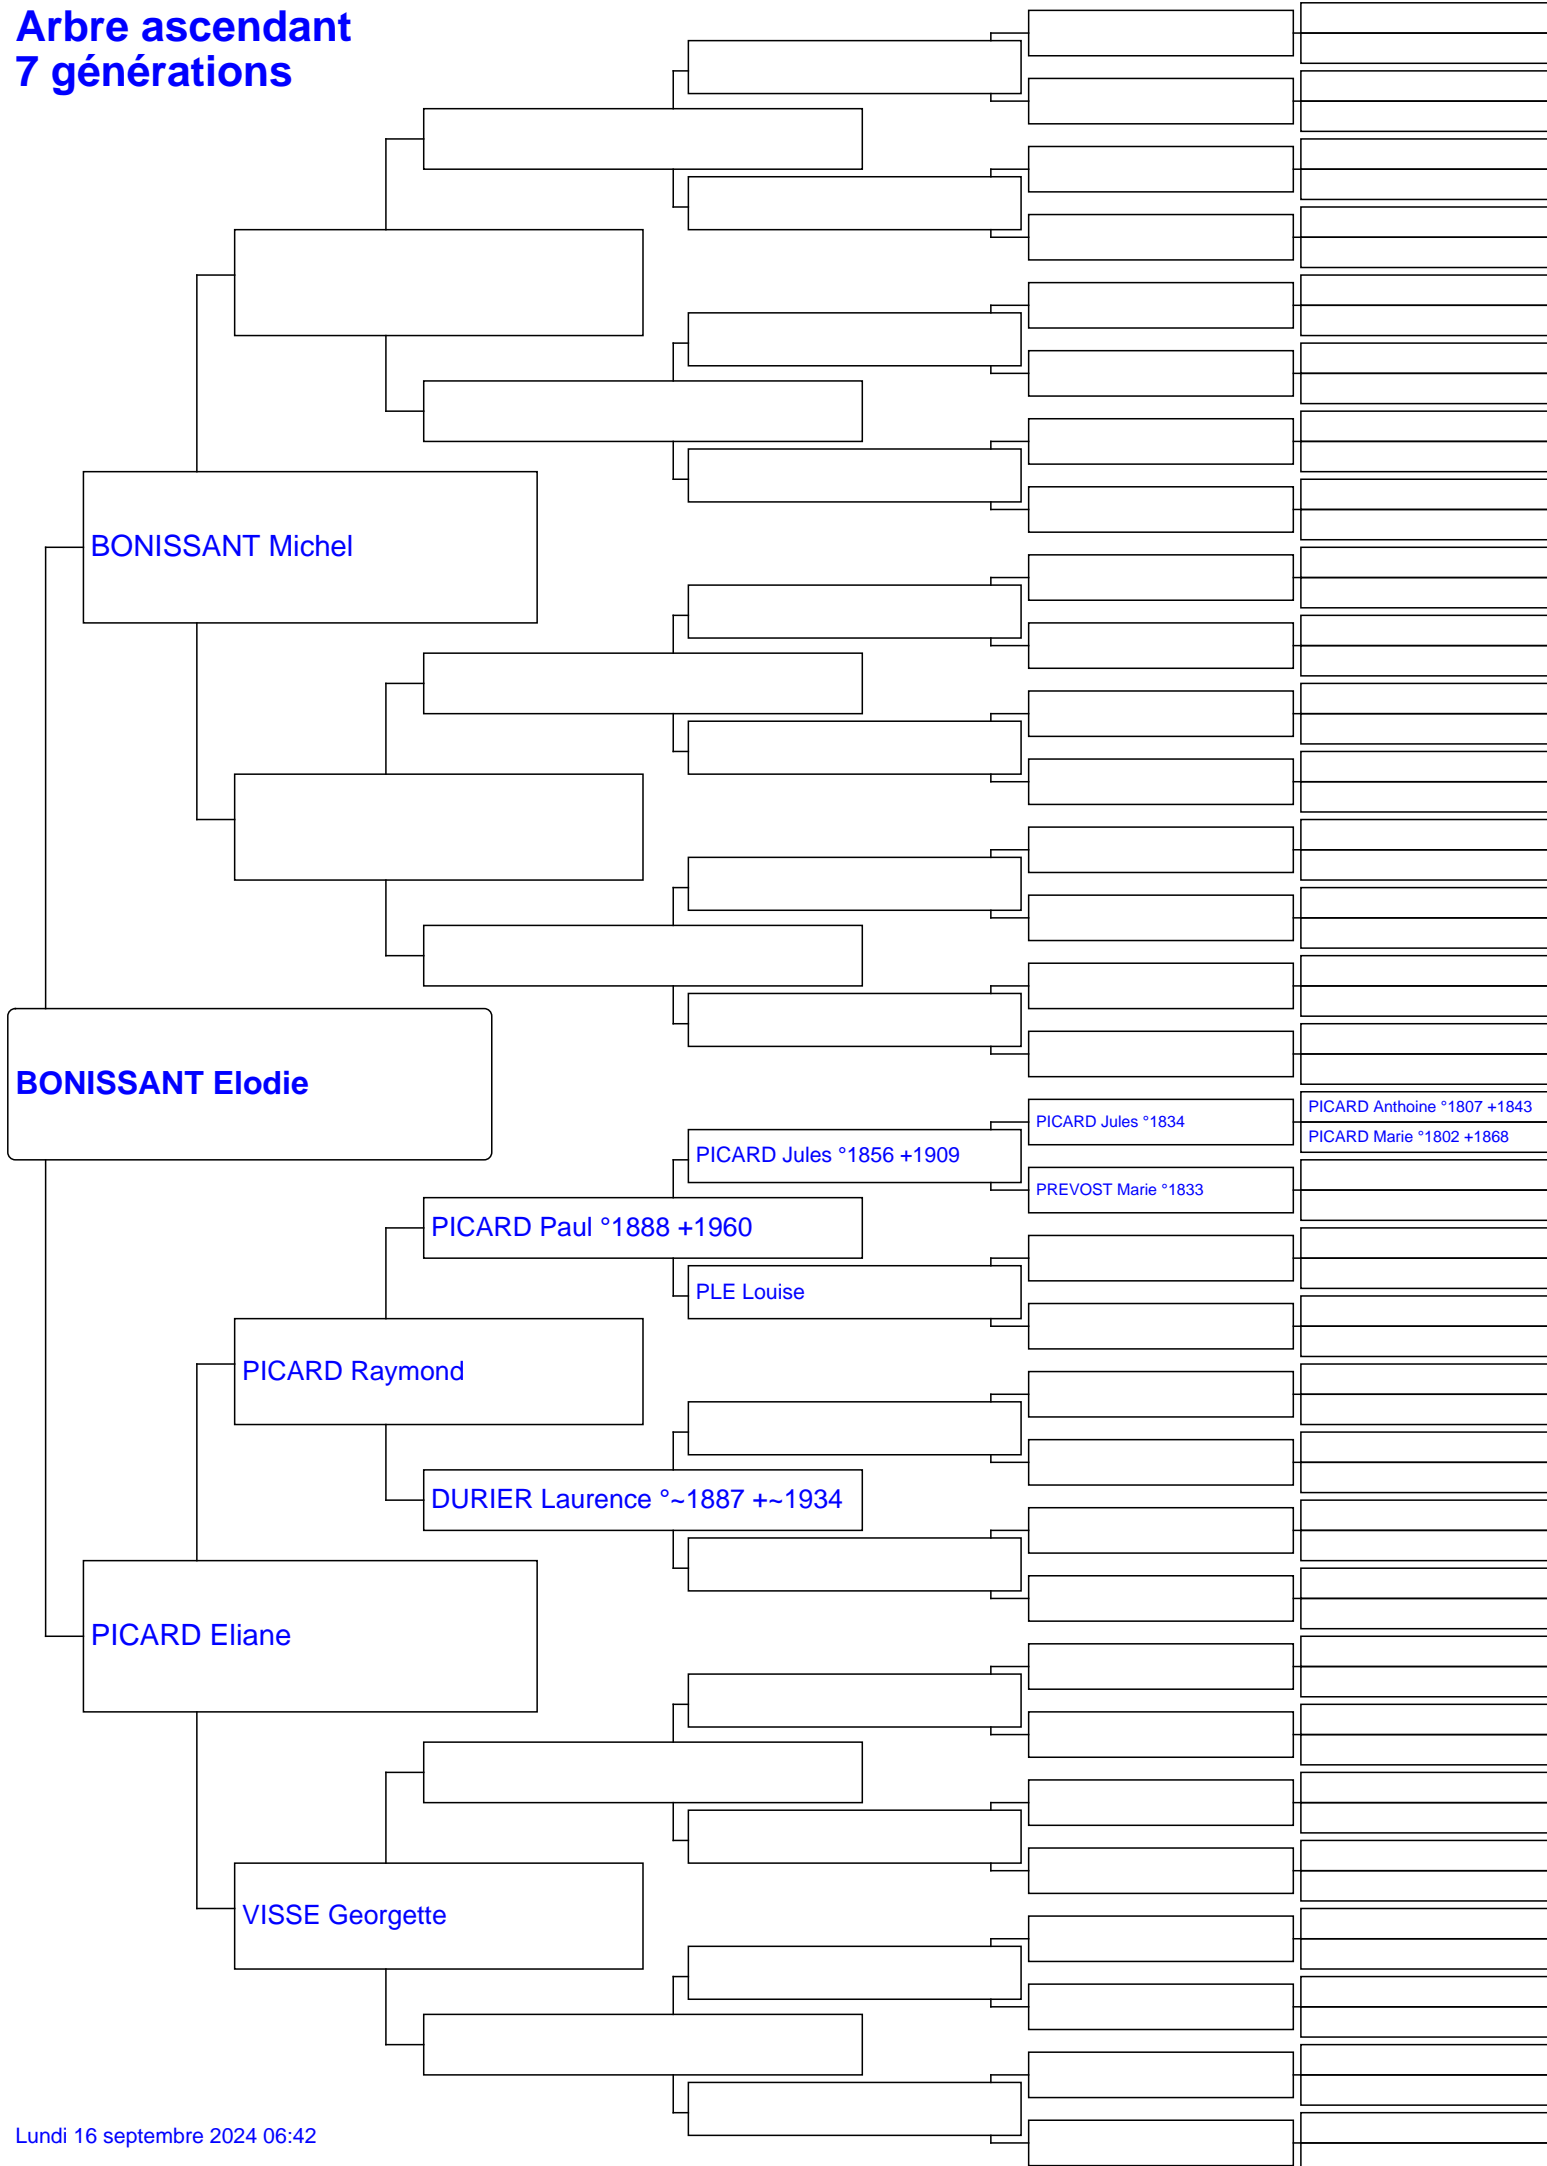 Arbre ascendant
7 générations
BONISSANT Michel
BONISSANT Elodie
PICARD Anthoine °1807 +1843
PICARD Jules °1834
PICARD Marie °1802 +1868
PICARD Jules °1856 +1909
PREVOST Marie °1833
PICARD Paul °1888 +1960
PLE Louise
PICARD Raymond
DURIER Laurence °~1887 +~1934
PICARD Eliane
VISSE Georgette
Lundi 16 septembre 2024 06:42